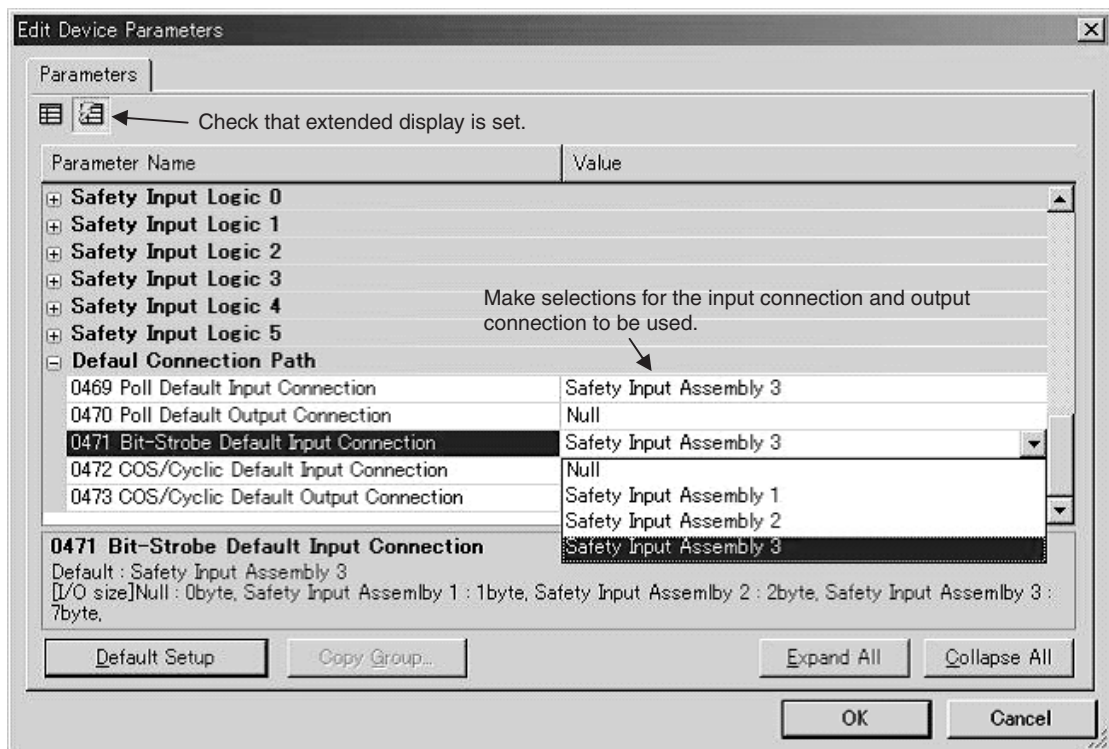 Edit Device Parameters
Parameters
Check that extended display is set.
Parameter Name Value
Safety Input Logic 0
Safety Input Logic 1
Safety Input Logic 2
Safety Input Logic 3
Safety Input Logic 4
Safety Input Logic 5
Make selections for the input connection and output
connection to be used.
Defaul Connection Path
0469 Poll Default Input Connection Safety Input Assembly 3
0470 Poll Default Output Connection Null
0471 Bit-Strobe Default Input Connection Safety Input Assembly 3
0472 COS/Cyclic Default Input Connection
0473 COS/Cyclic Default Output Connection
Null
Safety Input Assembly 1
Safety Input Assembly 2
Safety Input Assembly 3
0471 Bit-Strobe Default Input Connection
Default : Safety Input Assembly 3
[I/O size]Null : 0byte, Safety Input Assemlby 1 : 1byte, Safety Input Assemlby 2 : 2byte, Safety Input Assemlby 3 :
7byte,
Default Setup Copy Group... Expand All Collapse All
OK Cancel